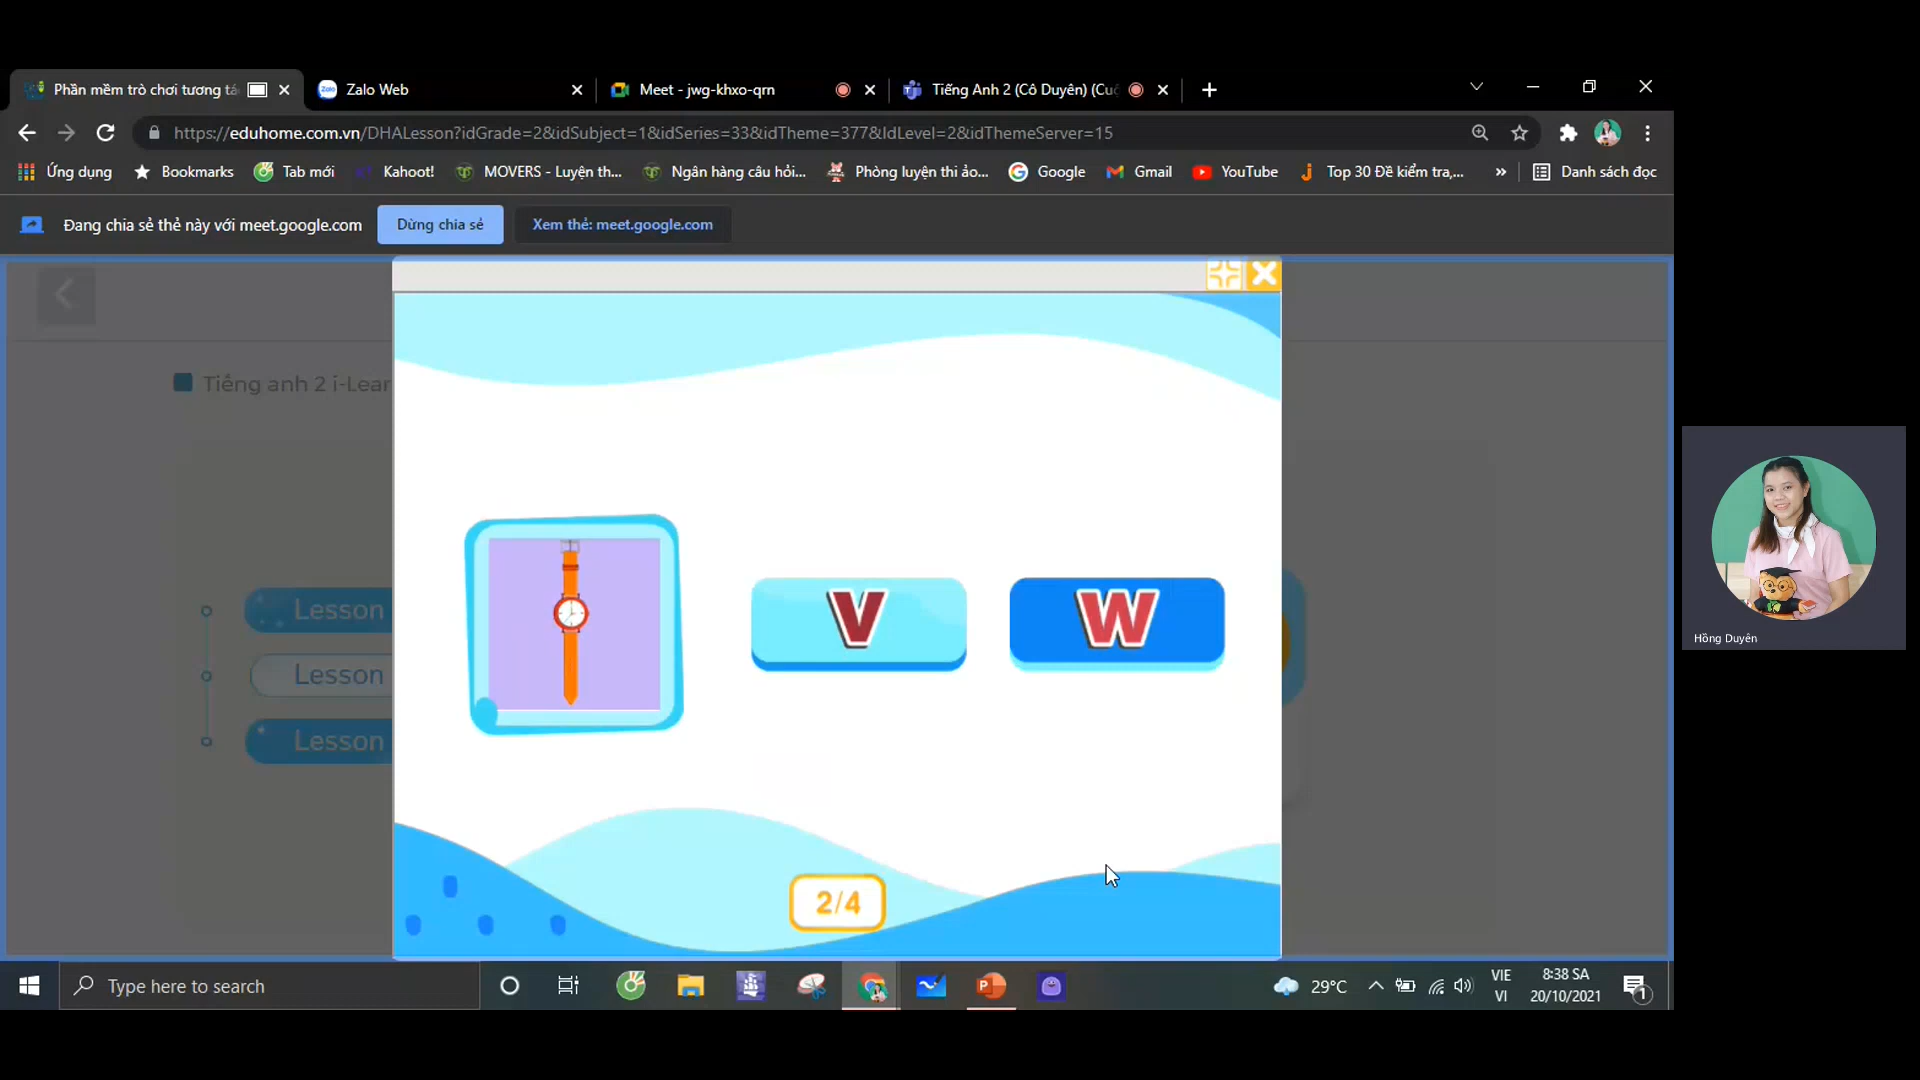 Phần mềm trò chơi tương tá
Zalo Web
Meet - jwg-khxo-qrn
Tiếng Anh 2 (Cô Duyên) (Cuộ
https://eduhome.com.vn/DHALesson?idGrade=2&idSubject=1&idSeries=33&idTheme=377&IdLevel=2&idThemeServer=15
Ứng dụng
Bookmarks
Tab mới
Kahoot!
MOVERS - Luyện th...
Ngân hàng câu hỏi...
Phòng luyện thi ảo...
Google
Gmail
YouTube
Top 30 Đề kiểm tra,...
»
Danh sách đọc
Đang chia sẻ thẻ này với meet.google.com
Dừng chia sẻ
Xem thẻ: meet.google.com
Tiếng anh 2 i-Lear
Lesson
Lesson
Lesson
V
W
2/4
Hồng Duyên
Type here to search
29°C
VIE
VI
8:38 SA
20/10/2021
1